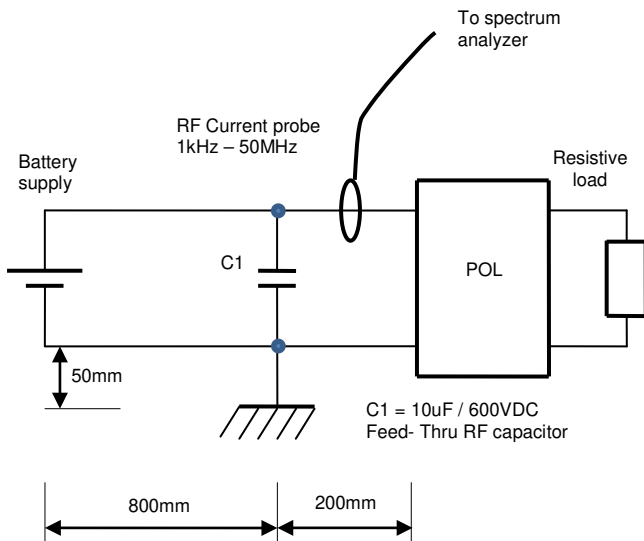 To spectrum
analyzer
RF Current probe
1kHz – 50MHz
Battery
supply
Resistive
load
C1
POL
50mm
C1 = 10uF / 600VDC
Feed- Thru RF capacitor
800mm
200mm